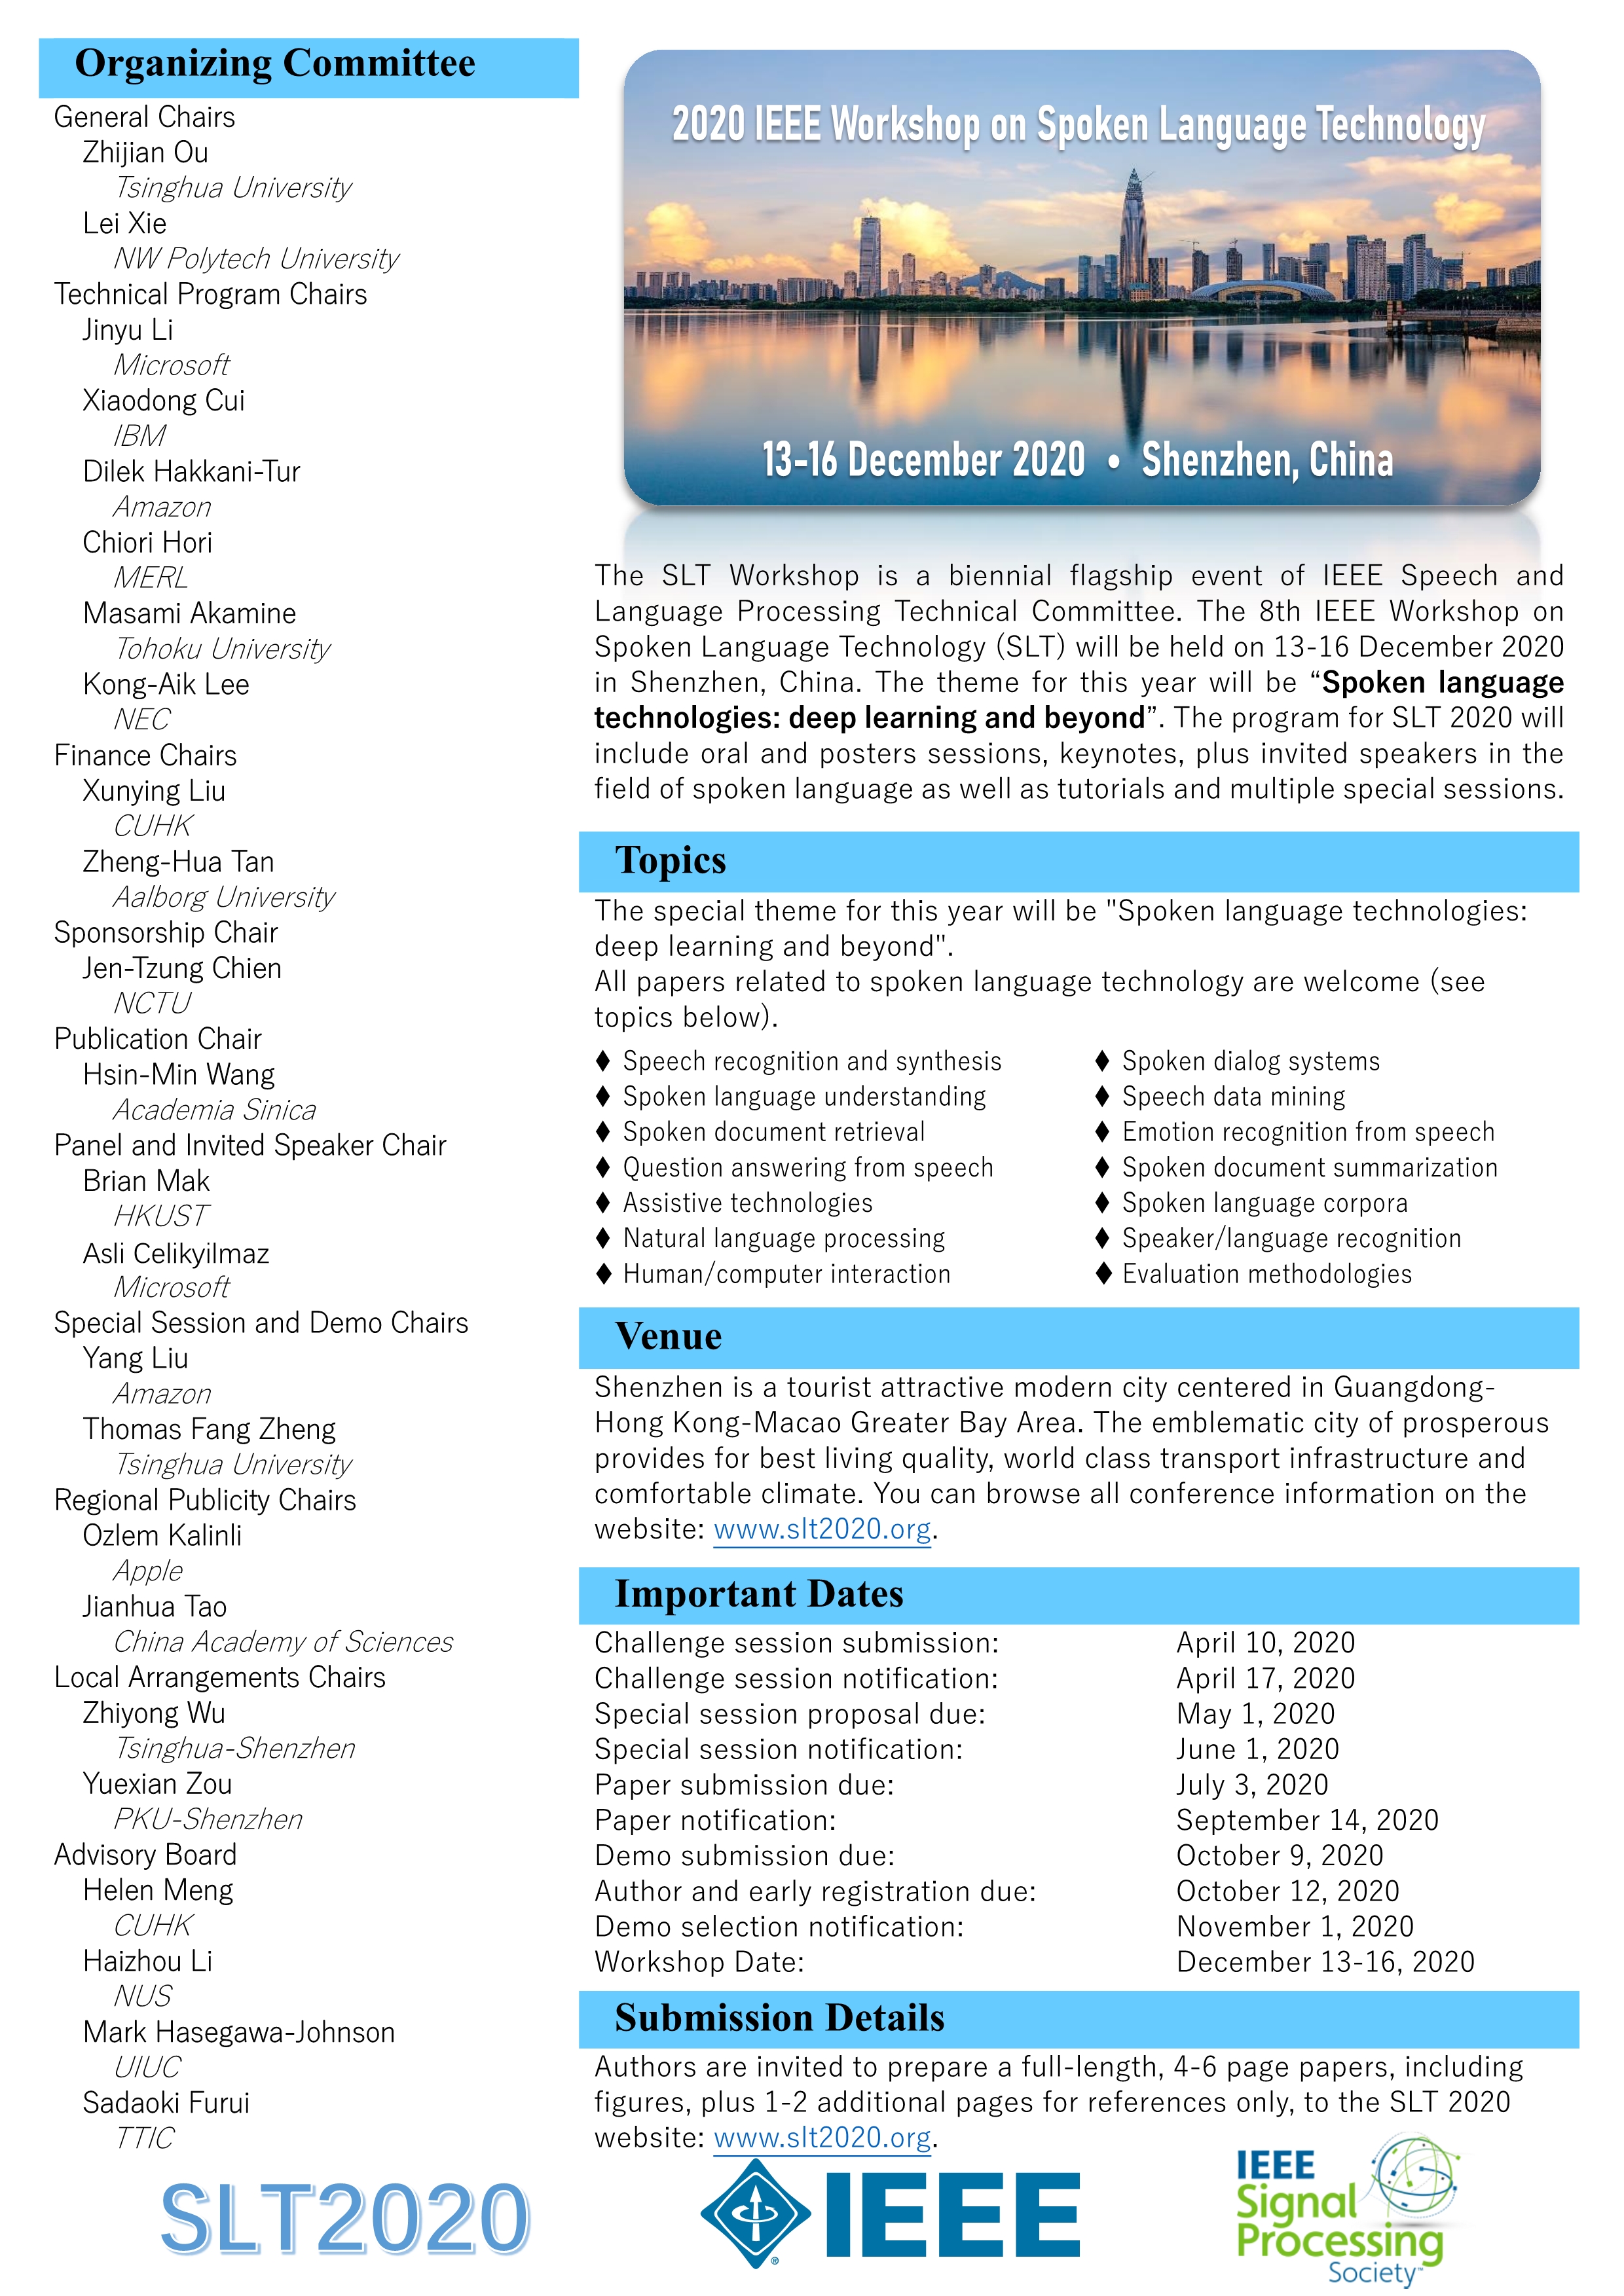 Organizing Committee
General Chairs
Zhijian Ou
Tsinghua University
Lei Xie
NW Polytech University
Technical Program Chairs
Jinyu Li
Microsoft
Xiaodong Cui
IBM
Dilek Hakkani-Tur
Amazon
Chiori Hori
MERL
Masami Akamine
Tohoku University
Kong-Aik Lee
NEC
Finance Chairs
Xunying Liu
CUHK
Zheng-Hua Tan
Aalborg University
Sponsorship Chair
Jen-Tzung Chien
NCTU
Publication Chair
Hsin-Min Wang
Academia Sinica
Panel and Invited Speaker Chair
Brian Mak
HKUST
Asli Celikyilmaz
Microsoft
Special Session and Demo Chairs
Yang Liu
Amazon
Thomas Fang Zheng
Tsinghua University
Regional Publicity Chairs
Ozlem Kalinli
Apple
Jianhua Tao
China Academy of Sciences
Local Arrangements Chairs
Zhiyong Wu
Tsinghua-Shenzhen
Yuexian Zou
PKU-Shenzhen
Advisory Board
Helen Meng
CUHK
Haizhou Li
NUS
Mark Hasegawa-Johnson
UIUC
Sadaoki Furui
TTIC
2020 IEEE Workshop on Spoken Language Technology
13-16 December 2020 • Shenzhen, China
The SLT Workshop is a biennial flagship event of IEEE Speech and
Language Processing Technical Committee. The 8th IEEE Workshop on
Spoken Language Technology (SLT) will be held on 13-16 December 2020
in Shenzhen, China. The theme for this year will be “Spoken language
technologies: deep learning and beyond”. The program for SLT 2020 will
include oral and posters sessions, keynotes, plus invited speakers in the
field of spoken language as well as tutorials and multiple special sessions.
Topics
The special theme for this year will be "Spoken language technologies:
deep learning and beyond".
All papers related to spoken language technology are welcome (see
topics below).
♦ Speech recognition and synthesis
♦ Spoken language understanding
♦ Spoken document retrieval
♦ Question answering from speech
♦ Assistive technologies
♦ Natural language processing
♦ Human/computer interaction
♦ Spoken dialog systems
♦ Speech data mining
♦ Emotion recognition from speech
♦ Spoken document summarization
♦ Spoken language corpora
♦ Speaker/language recognition
♦ Evaluation methodologies
Venue
Shenzhen is a tourist attractive modern city centered in Guangdong-
Hong Kong-Macao Greater Bay Area. The emblematic city of prosperous
provides for best living quality, world class transport infrastructure and
comfortable climate. You can browse all conference information on the
website: www.slt2020.org.
Important Dates
Challenge session submission: April 10, 2020
Challenge session notification: April 17, 2020
Special session proposal due: May 1, 2020
Special session notification: June 1, 2020
Paper submission due: July 3, 2020
Paper notification: September 14, 2020
Demo submission due: October 9, 2020
Author and early registration due: October 12, 2020
Demo selection notification: November 1, 2020
Workshop Date: December 13-16, 2020
Submission Details
Authors are invited to prepare a full-length, 4-6 page papers, including
figures, plus 1-2 additional pages for references only, to the SLT 2020
website: www.slt2020.org.
SLT2020
IEEE
®
IEEE
Signal
Processing
Society™